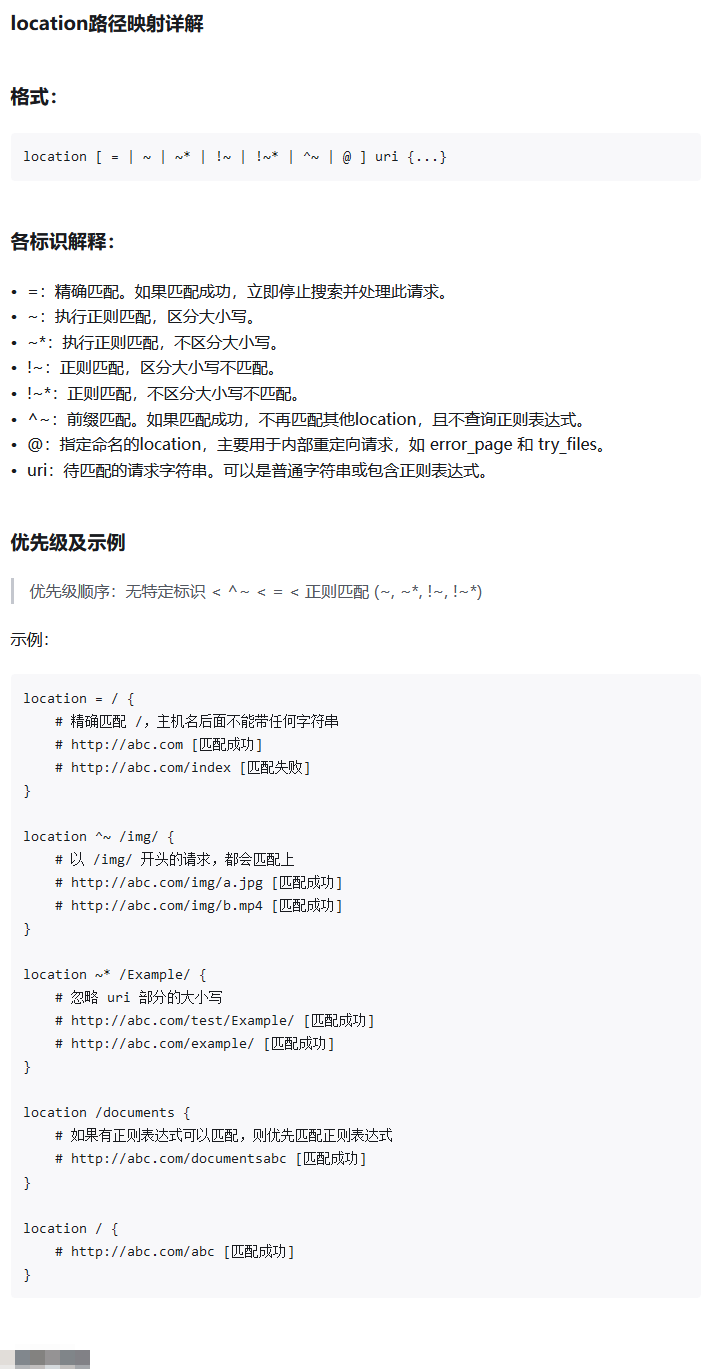 location路径映射详解
格式：
location [ = | ~ | ~* | !~ | !~* | ^~ | @ ] uri {...}
各标识解释：
• =：精确匹配。如果匹配成功，立即停止搜索并处理此请求。
• ~：执行正则匹配，区分大小写。
• ~*：执行正则匹配，不区分大小写。
• !~：正则匹配，区分大小写不匹配。
• !~*：正则匹配，不区分大小写不匹配。
• ^~：前缀匹配。如果匹配成功，不再匹配其他location，且不查询正则表达式。
• @：指定命名的location，主要用于内部重定向请求，如 error_page 和 try_files。
• uri：待匹配的请求字符串。可以是普通字符串或包含正则表达式。
优先级及示例
优先级顺序：无特定标识 < ^~ < = < 正则匹配 (~, ~*, !~, !~*)
示例：
location = / {
    # 精确匹配 /，主机名后面不能带任何字符串
    # http://abc.com [匹配成功]
    # http://abc.com/index [匹配失败]
}
location ^~ /img/ {
    # 以 /img/ 开头的请求，都会匹配上
    # http://abc.com/img/a.jpg [匹配成功]
    # http://abc.com/img/b.mp4 [匹配成功]
}
location ~* /Example/ {
    # 忽略 uri 部分的大小写
    # http://abc.com/test/Example/ [匹配成功]
    # http://abc.com/example/ [匹配成功]
}
location /documents {
    # 如果有正则表达式可以匹配，则优先匹配正则表达式
    # http://abc.com/documentsabc [匹配成功]
}
location / {
    # http://abc.com/abc [匹配成功]
}